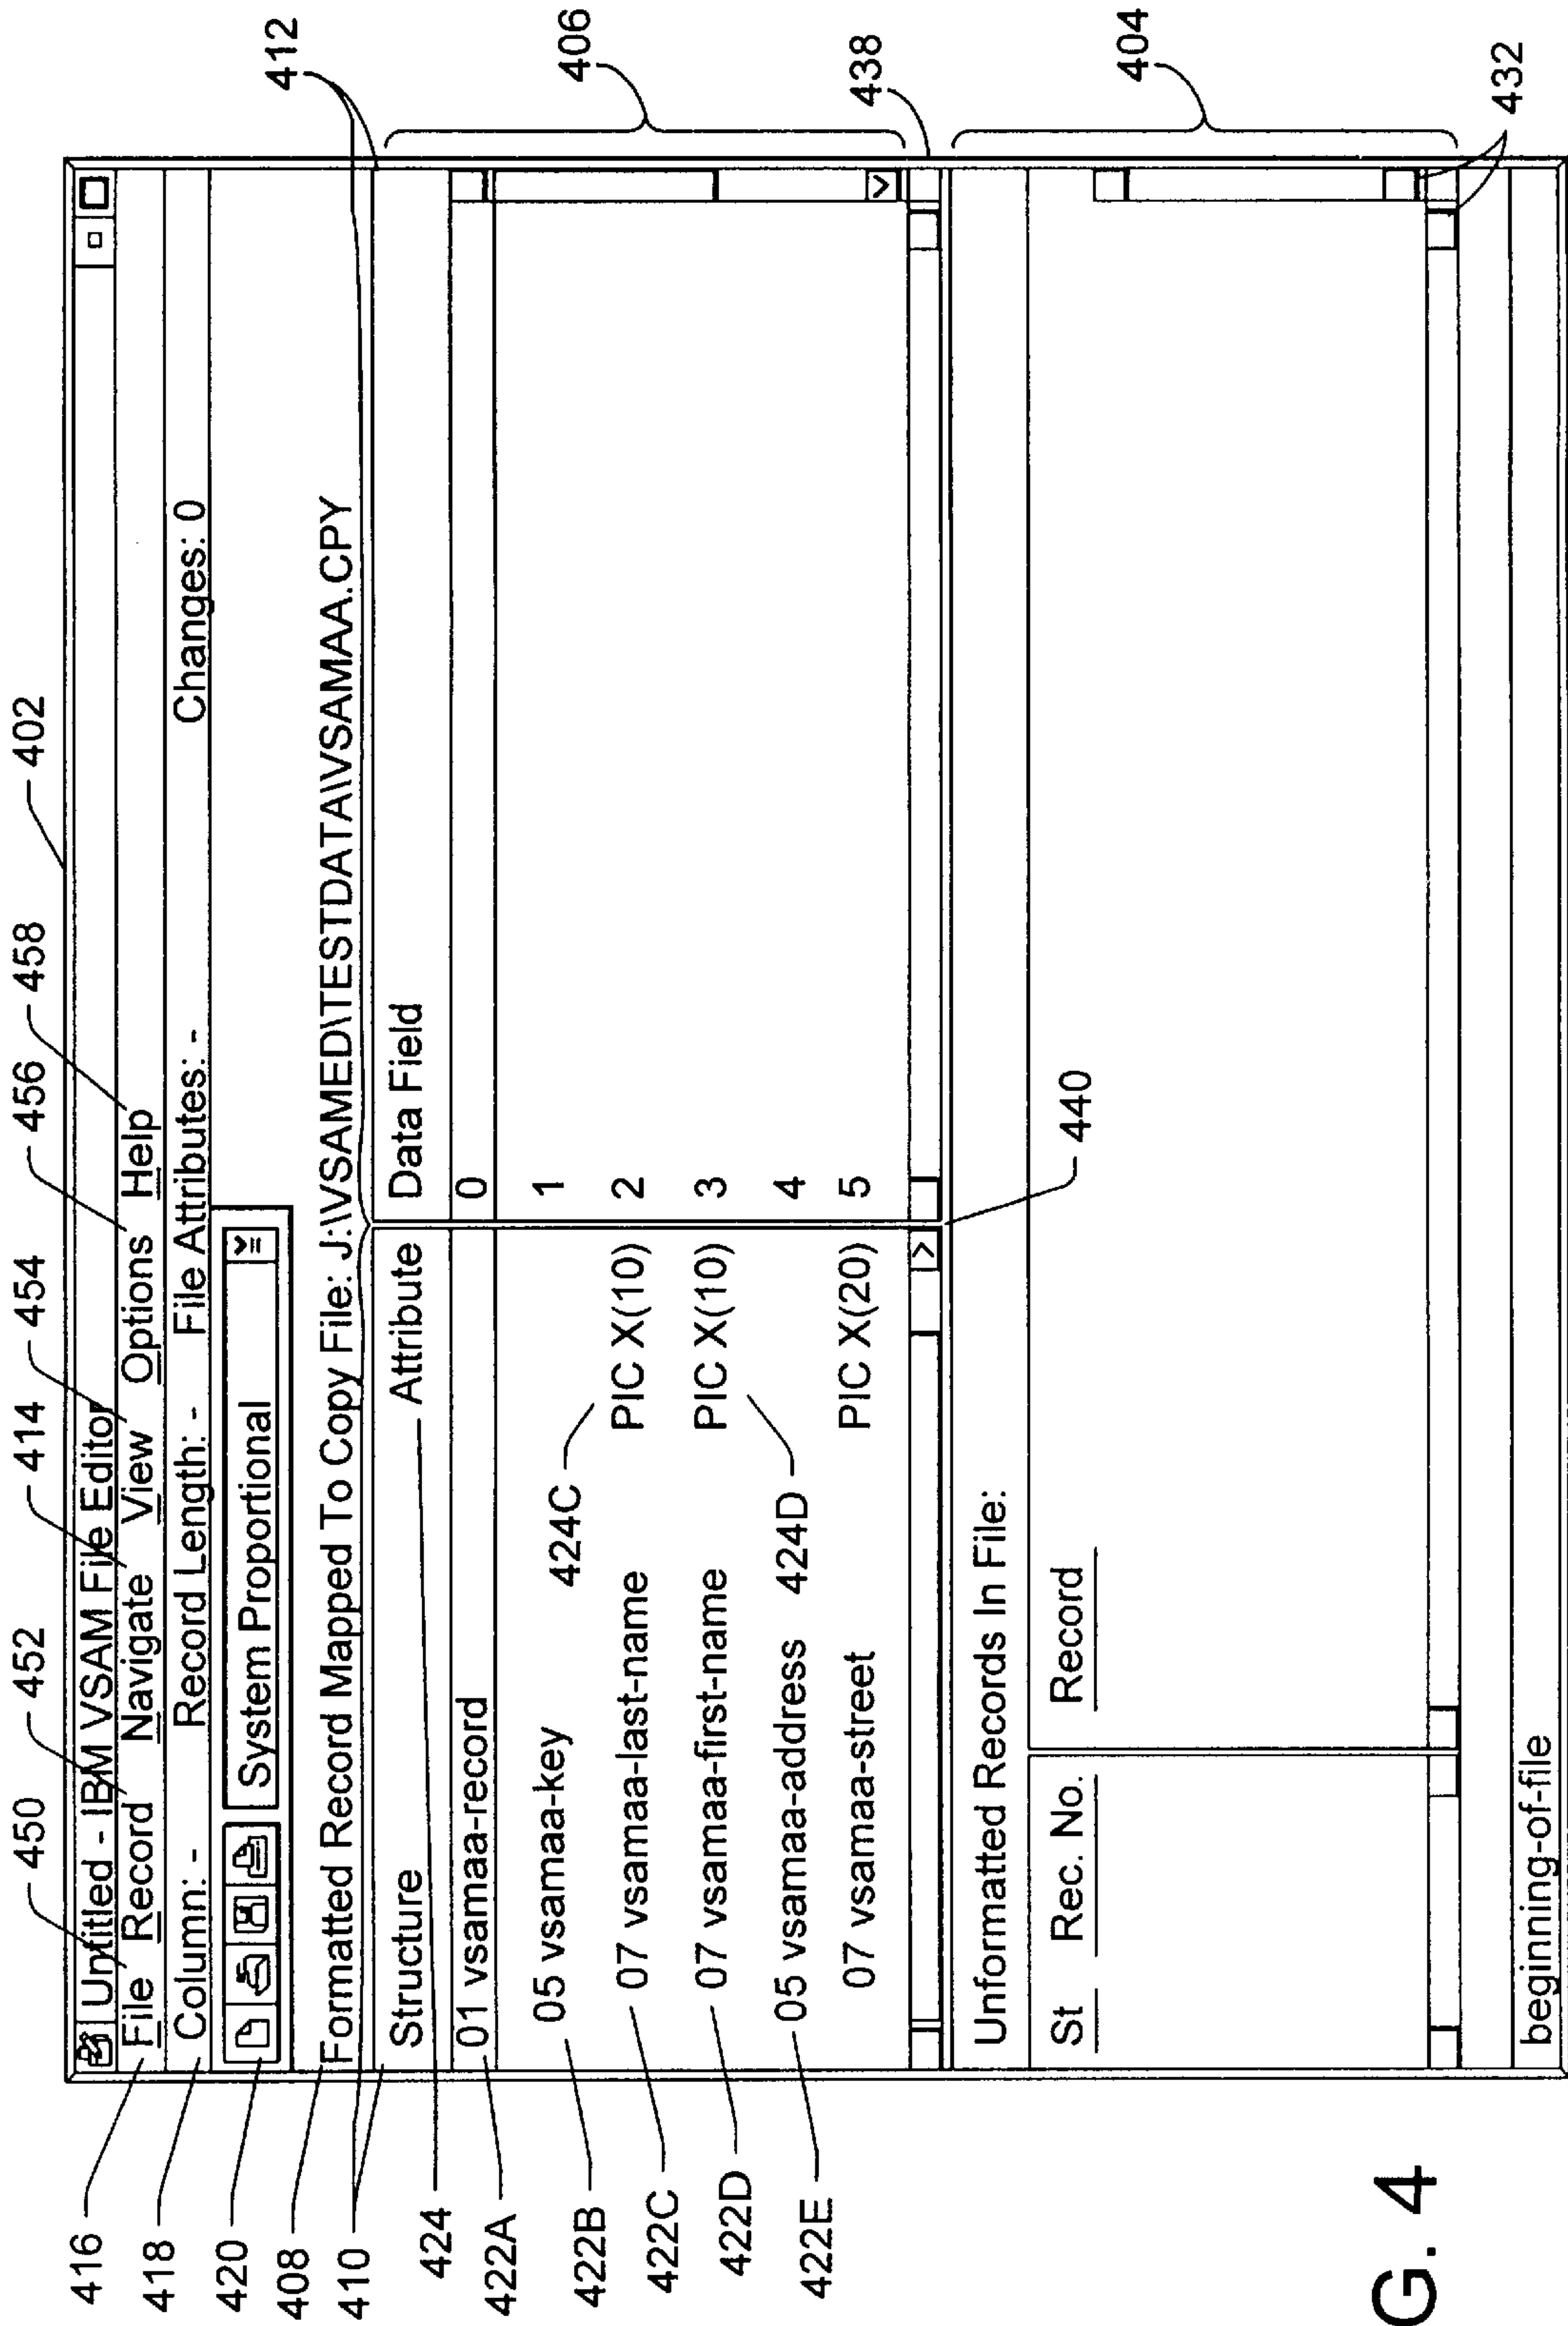 450 452 414 454 456 458 402
416 418 420 408 410 424 422A 422B 422C 422D 422E
412 406 438 404 432
Untitled - IBM VSAM File Editor
File Record Navigate View Options Help
Column: - Record Length: - File Attributes: - Changes: 0
System Proportional
Formatted Record Mapped To Copy File: J:\VSAMED\TESTDATA\VSAMAA.CPY
Structure Attribute Data Field
01 vsamaa-record 0
05 vsamaa-key 424C 1
07 vsamaa-last-name PIC X(10) 2
07 vsamaa-first-name PIC X(10) 3
05 vsamaa-address 424D 4
07 vsamaa-street PIC X(20) 5
440
Unformatted Records In File:
St Rec. No. Record
beginning-of-file
G. 4